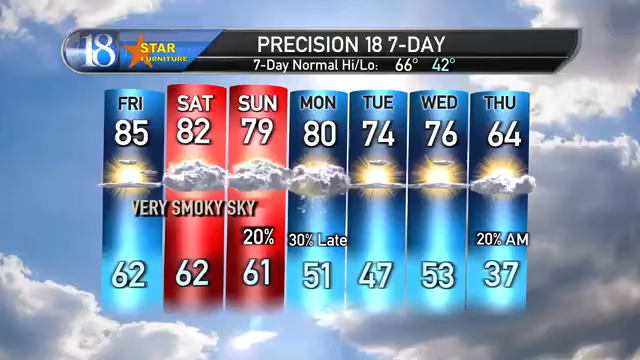 18 STAR FURNITURE
PRECISION 18 7-DAY
7-Day Normal Hi/Lo: 66° 42°
FRI SAT SUN MON TUE WED THU
85 82 79 80 74 76 64
VERY SMOKY SKY
20% 30% Late 20% AM
62 62 61 51 47 53 37